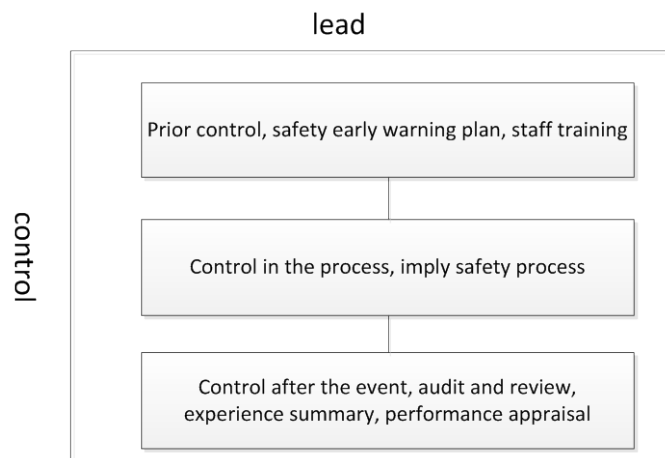 lead
control
Prior control, safety early warning plan, staff training
Control in the process, imply safety process
Control after the event, audit and review,
experience summary, performance appraisal